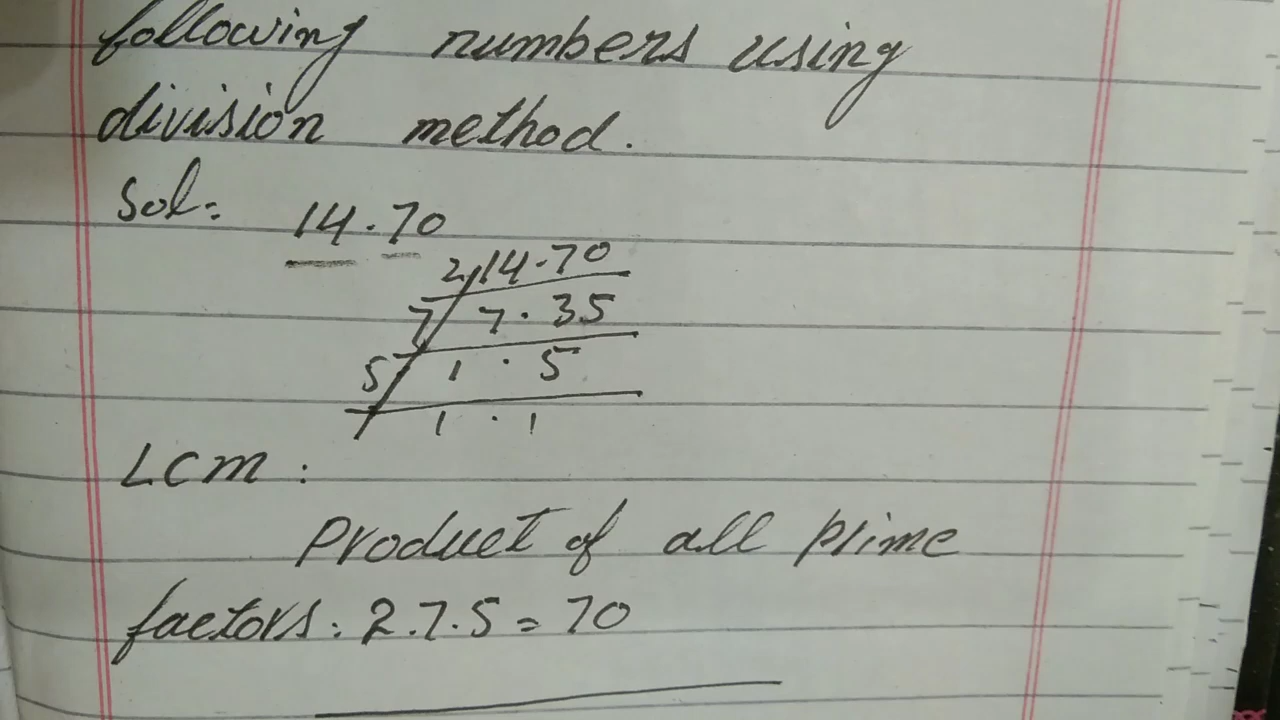 following numbers using
division method.
Sol: 14.70
2 14.70
7 7.35
5 1.5
1.1
LCM:
Product of all prime
factors: 2.7.5 = 70